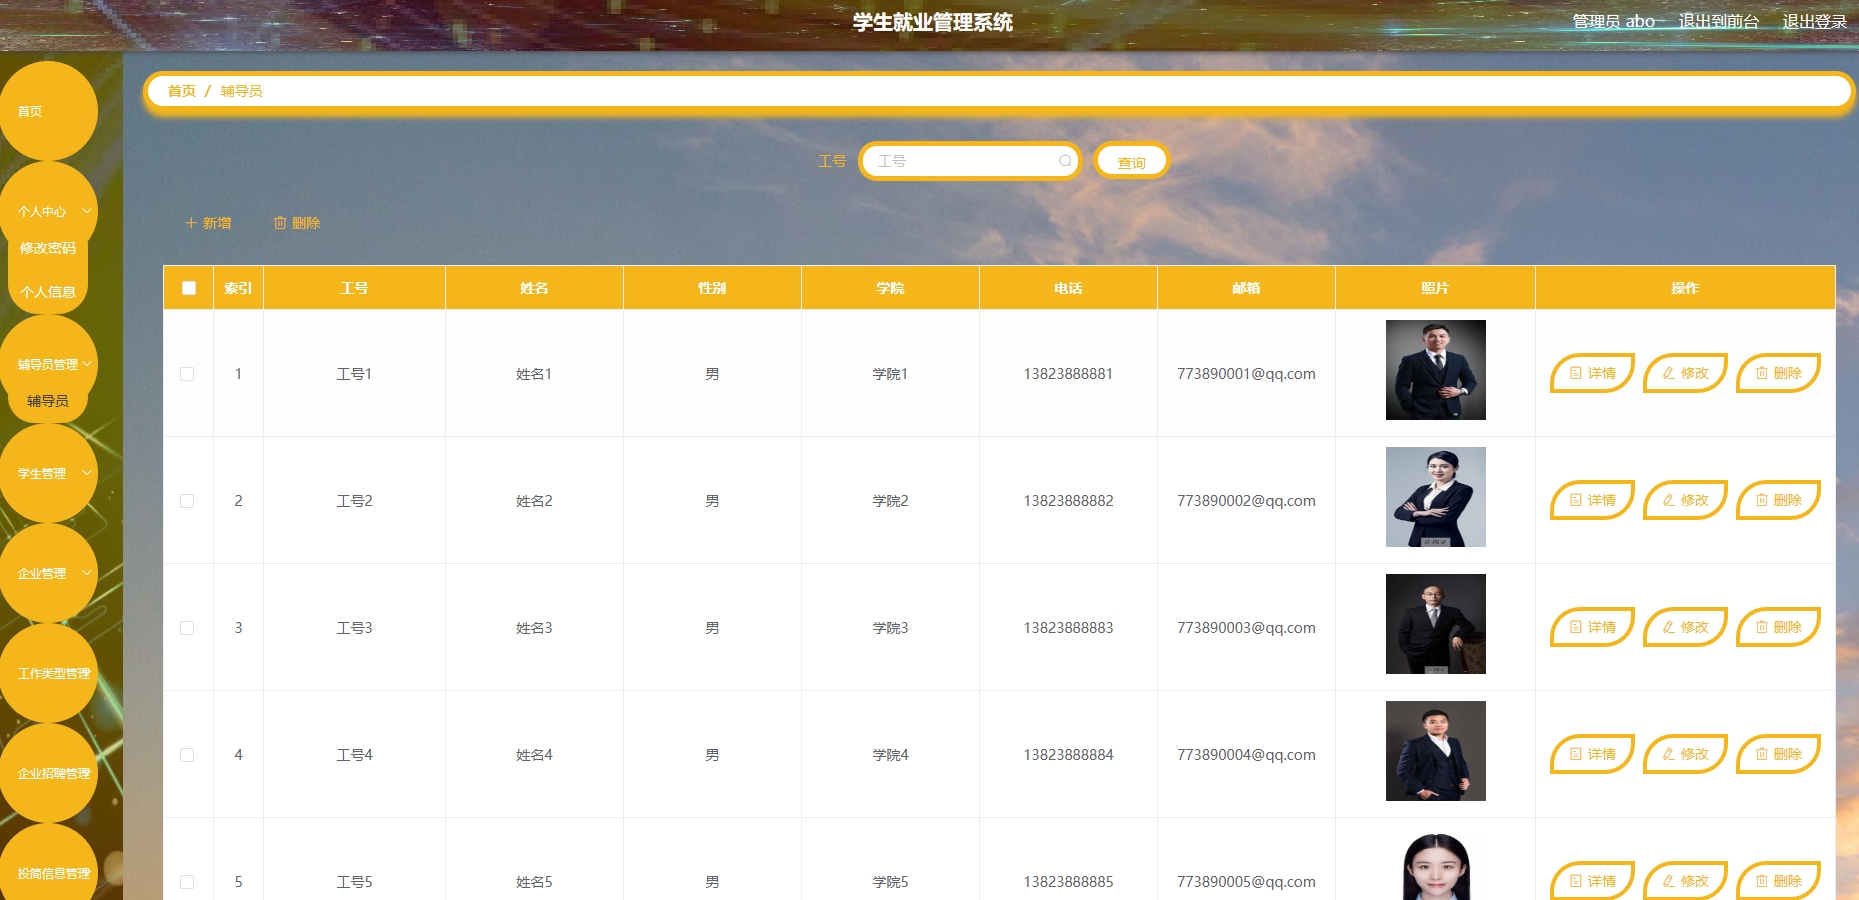 学生就业管理系统
管理员 abo 退出到前台 退出登录
首页
个人中心
修改密码
个人信息
辅导员管理
辅导员
学生管理
企业管理
工作类型管理
企业招聘管理
投简信息管理
首页 / 辅导员
工号 工号 查询
新增 删除
索引 工号 姓名 性别 学院 电话 邮箱 照片 操作
1 工号1 姓名1 男 学院1 13823888881 773890001@qq.com 详情 修改 删除
2 工号2 姓名2 男 学院2 13823888882 773890002@qq.com 详情 修改 删除
3 工号3 姓名3 男 学院3 13823888883 773890003@qq.com 详情 修改 删除
4 工号4 姓名4 男 学院4 13823888884 773890004@qq.com 详情 修改 删除
5 工号5 姓名5 男 学院5 13823888885 773890005@qq.com 详情 修改 删除